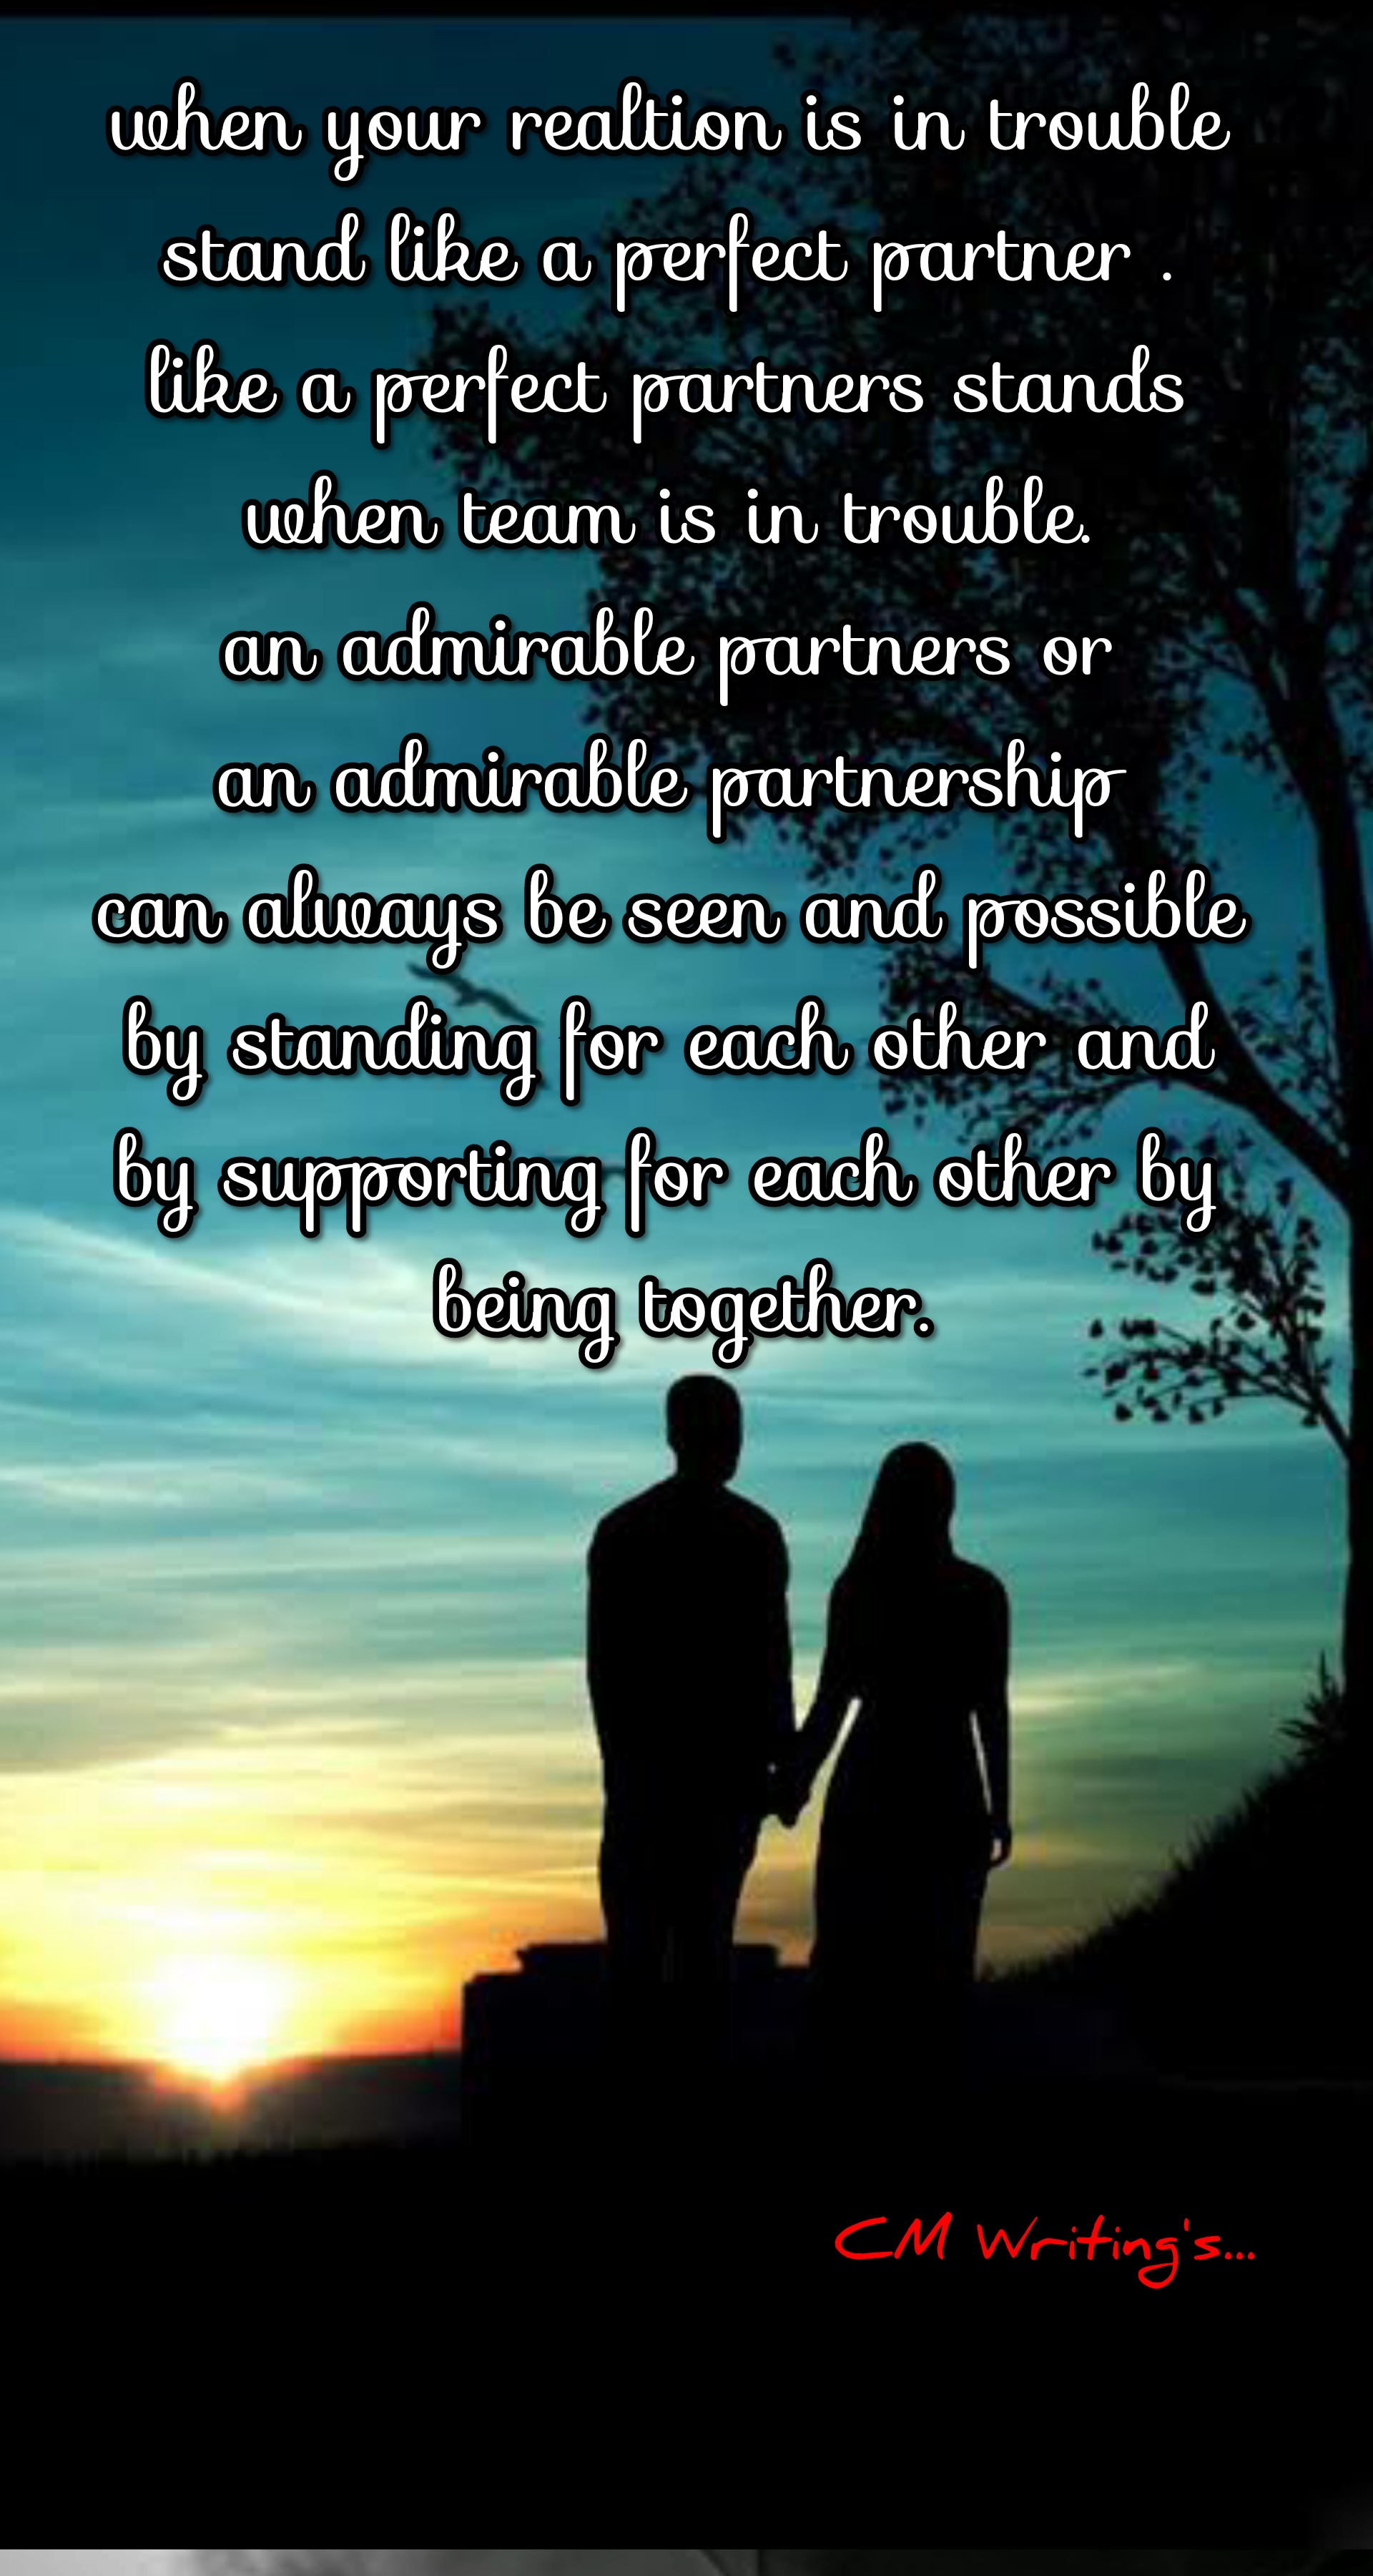 when your realtion is in trouble
stand like a perfect partner .
like a perfect partners stands
when team is in trouble.
an admirable partners or
an admirable partnership
can always be seen and possible
by standing for each other and
by supporting for each other by
being together.
CM Writing's...